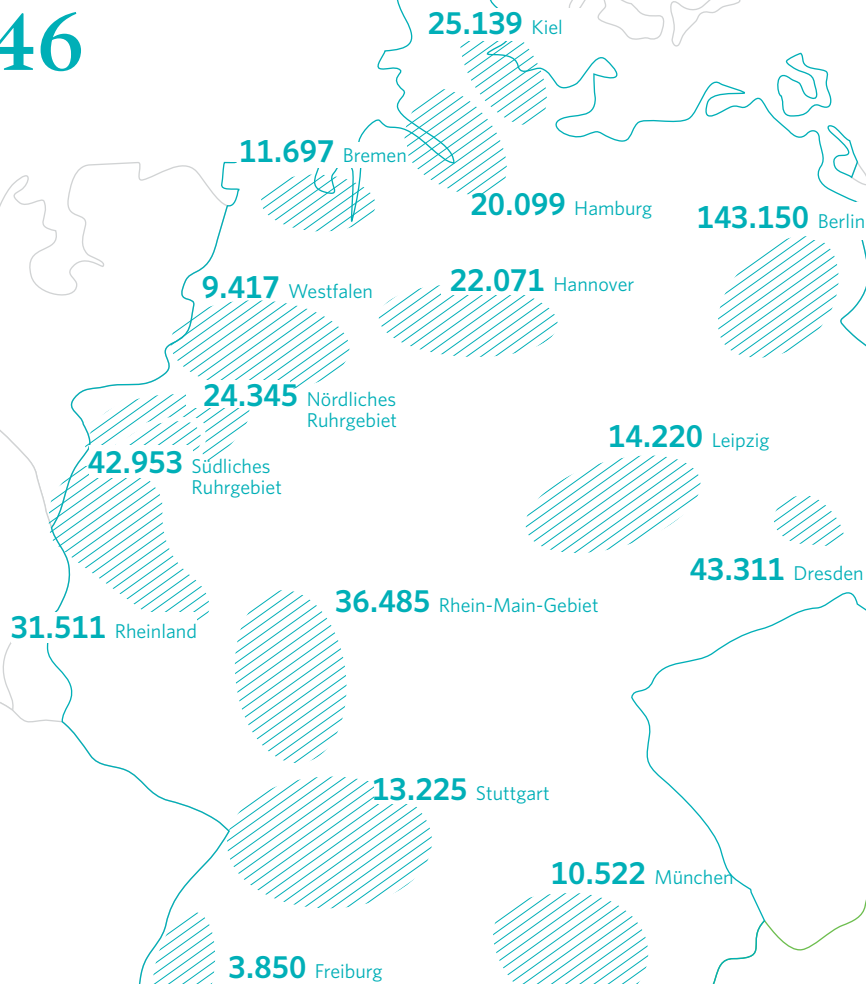 46
25.139 Kiel
11.697 Bremen
20.099 Hamburg
143.150 Berlin
9.417 Westfalen
22.071 Hannover
24.345 Nördliches
Ruhrgebiet
14.220 Leipzig
42.953 Südliches
Ruhrgebiet
43.311 Dresden
36.485 Rhein-Main-Gebiet
31.511 Rheinland
13.225 Stuttgart
10.522 München
3.850 Freiburg